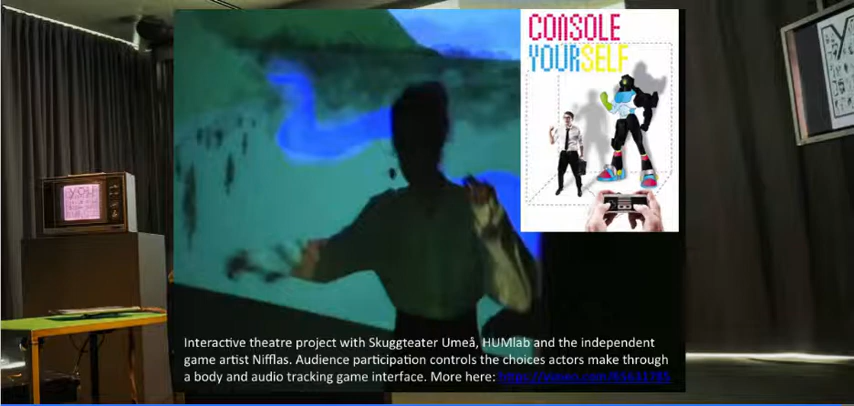 CONSOLE
YOURSELF
you
Interactive theatre project with Skuggteater Umeå, HUMlab and the independent
game artist Nifflas. Audience participation controls the choices actors make through
a body and audio tracking game interface. More here: